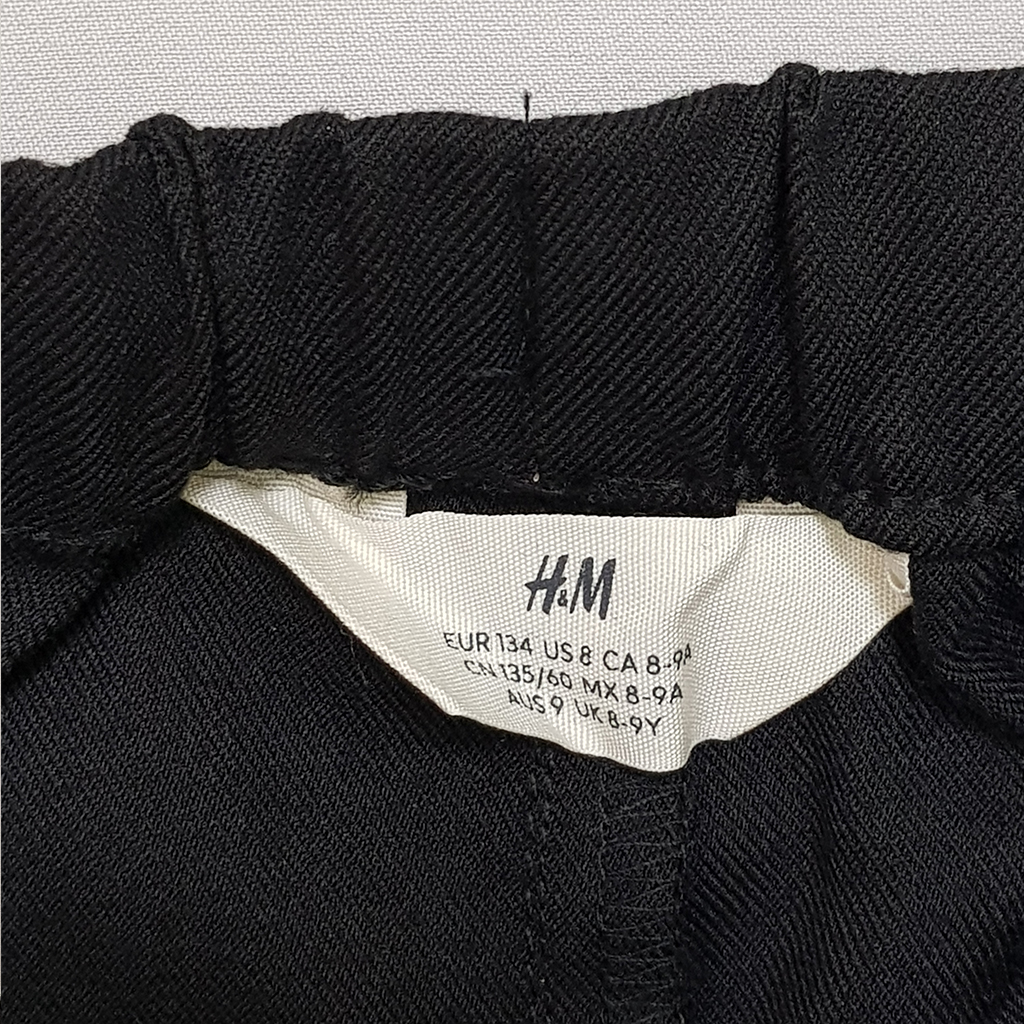 H&M
EUR 134 US 8 CA 8-9A
CN 135/60 MX 8-9A
AUS 9 UK 8-9Y